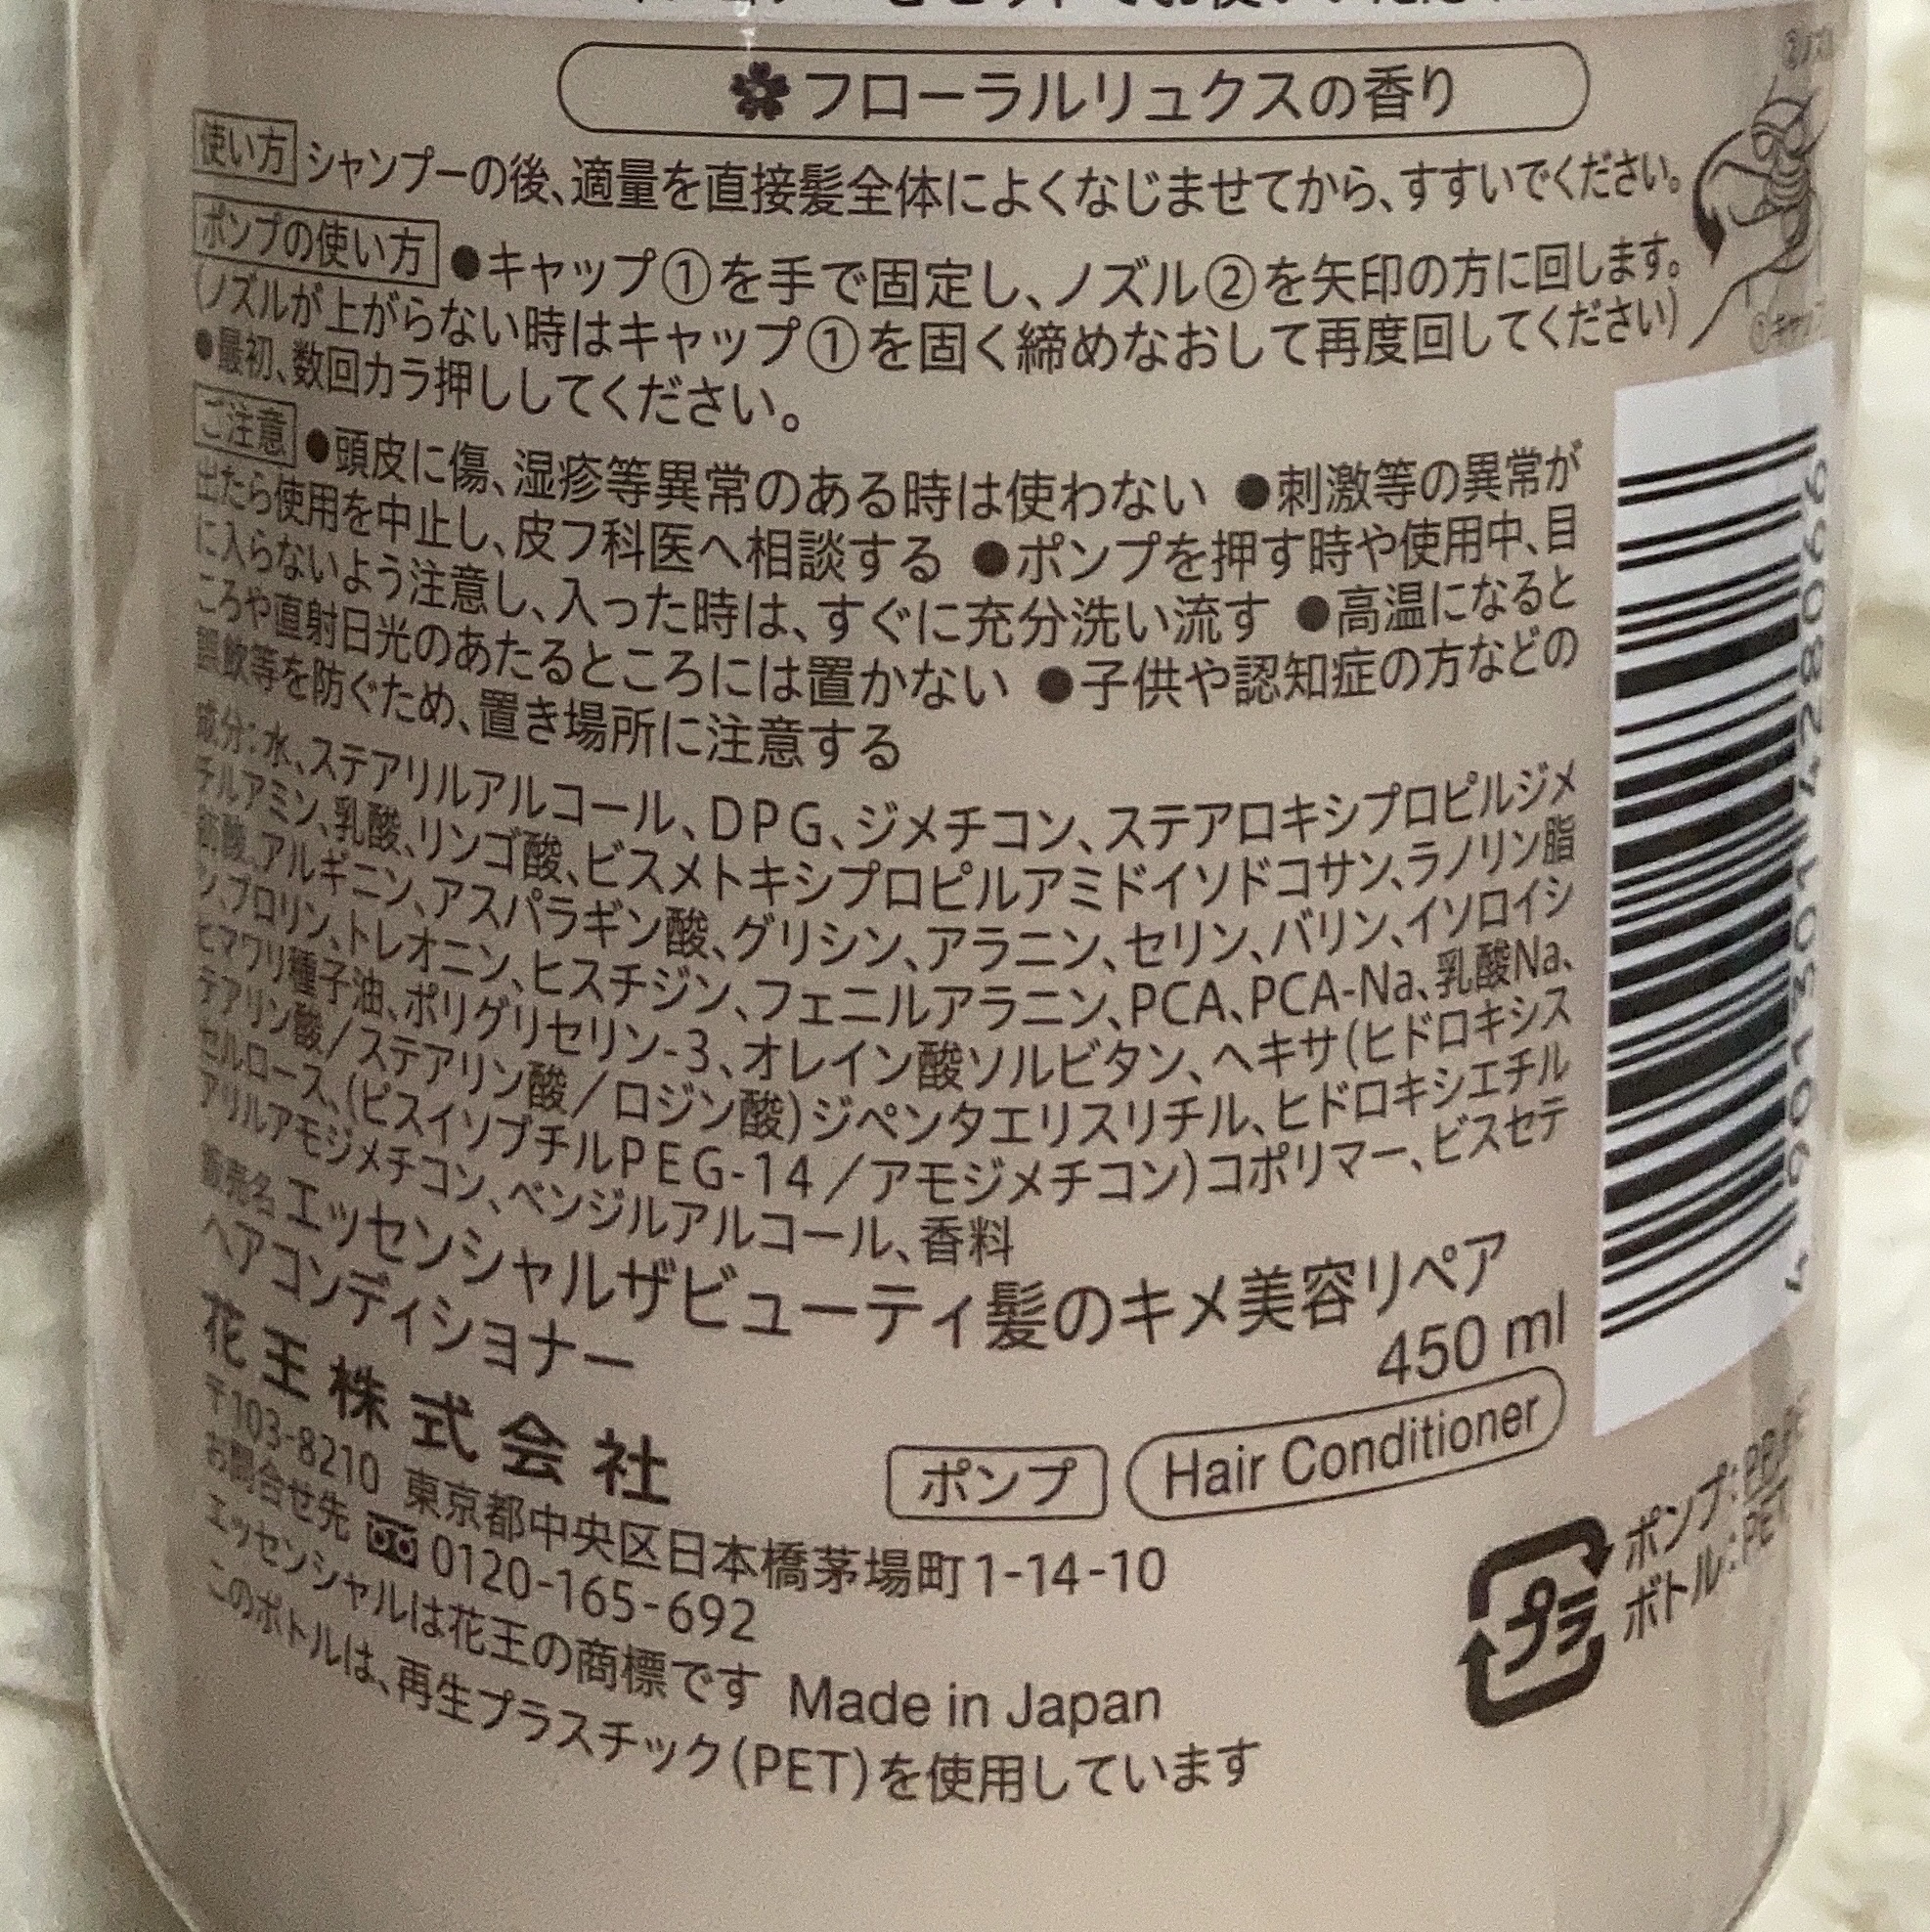 フローラルリュクスの香り
使い方 シャンプーの後、適量を直接髪全体によくなじませてから、すすいでください。
ポンプの使い方 ●キャップ①を手で固定し、ノズル②を矢印の方に回します。
(ノズルが上がらない時はキャップ①を固く締めなおして再度回してください)
●最初、数回カラ押ししてください。
ご注意 ●頭皮に傷、湿疹等異常のある時は使わない ●刺激等の異常が
出たら使用を中止し、皮フ科医へ相談する ●ポンプを押す時や使用中、目
に入らないよう注意し、入った時は、すぐに充分洗い流す ●高温になると
ころや直射日光のあたるところには置かない ●子供や認知症の方などの
誤飲等を防ぐため、置き場所に注意する
成分:水、ステアリルアルコール、DPG、ジメチコン、ステアロキシプロピルジメ
チルアミン、乳酸、リンゴ酸、ビスメトキシプロピルアミドイソドコサン、ラノリン脂
肪酸、アルギニン、アスパラギン酸、グリシン、アラニン、セリン、バリン、イソロイシ
ン、プロリン、トレオニン、ヒスチジン、フェニルアラニン、PCA、PCA-Na、乳酸Na、
ヒマワリ種子油、ポリグリセリン-3、オレイン酸ソルビタン、ヘキサ(ヒドロキシス
テアリン酸/ステアリン酸/ロジン酸)ジペンタエリスリチル、ヒドロキシエチル
セルロース、(ビスイソブチルPEG-14/アモジメチコン)コポリマー、ビスセテ
アリルアモジメチコン、ベンジルアルコール、香料
販売名 エッセンシャルザビューティ髪のキメ美容リペア
ヘアコンディショナー
450 ml
花王株式会社
ポンプ Hair Conditioner
〒103-8210 東京都中央区日本橋茅場町1-14-10
お問合せ先 0120-165-692
エッセンシャルは花王の商標です Made in Japan
このボトルは、再生プラスチック(PET)を使用しています
プラ
ポンプ:PP,PE
ボトル:PET
①キャップ